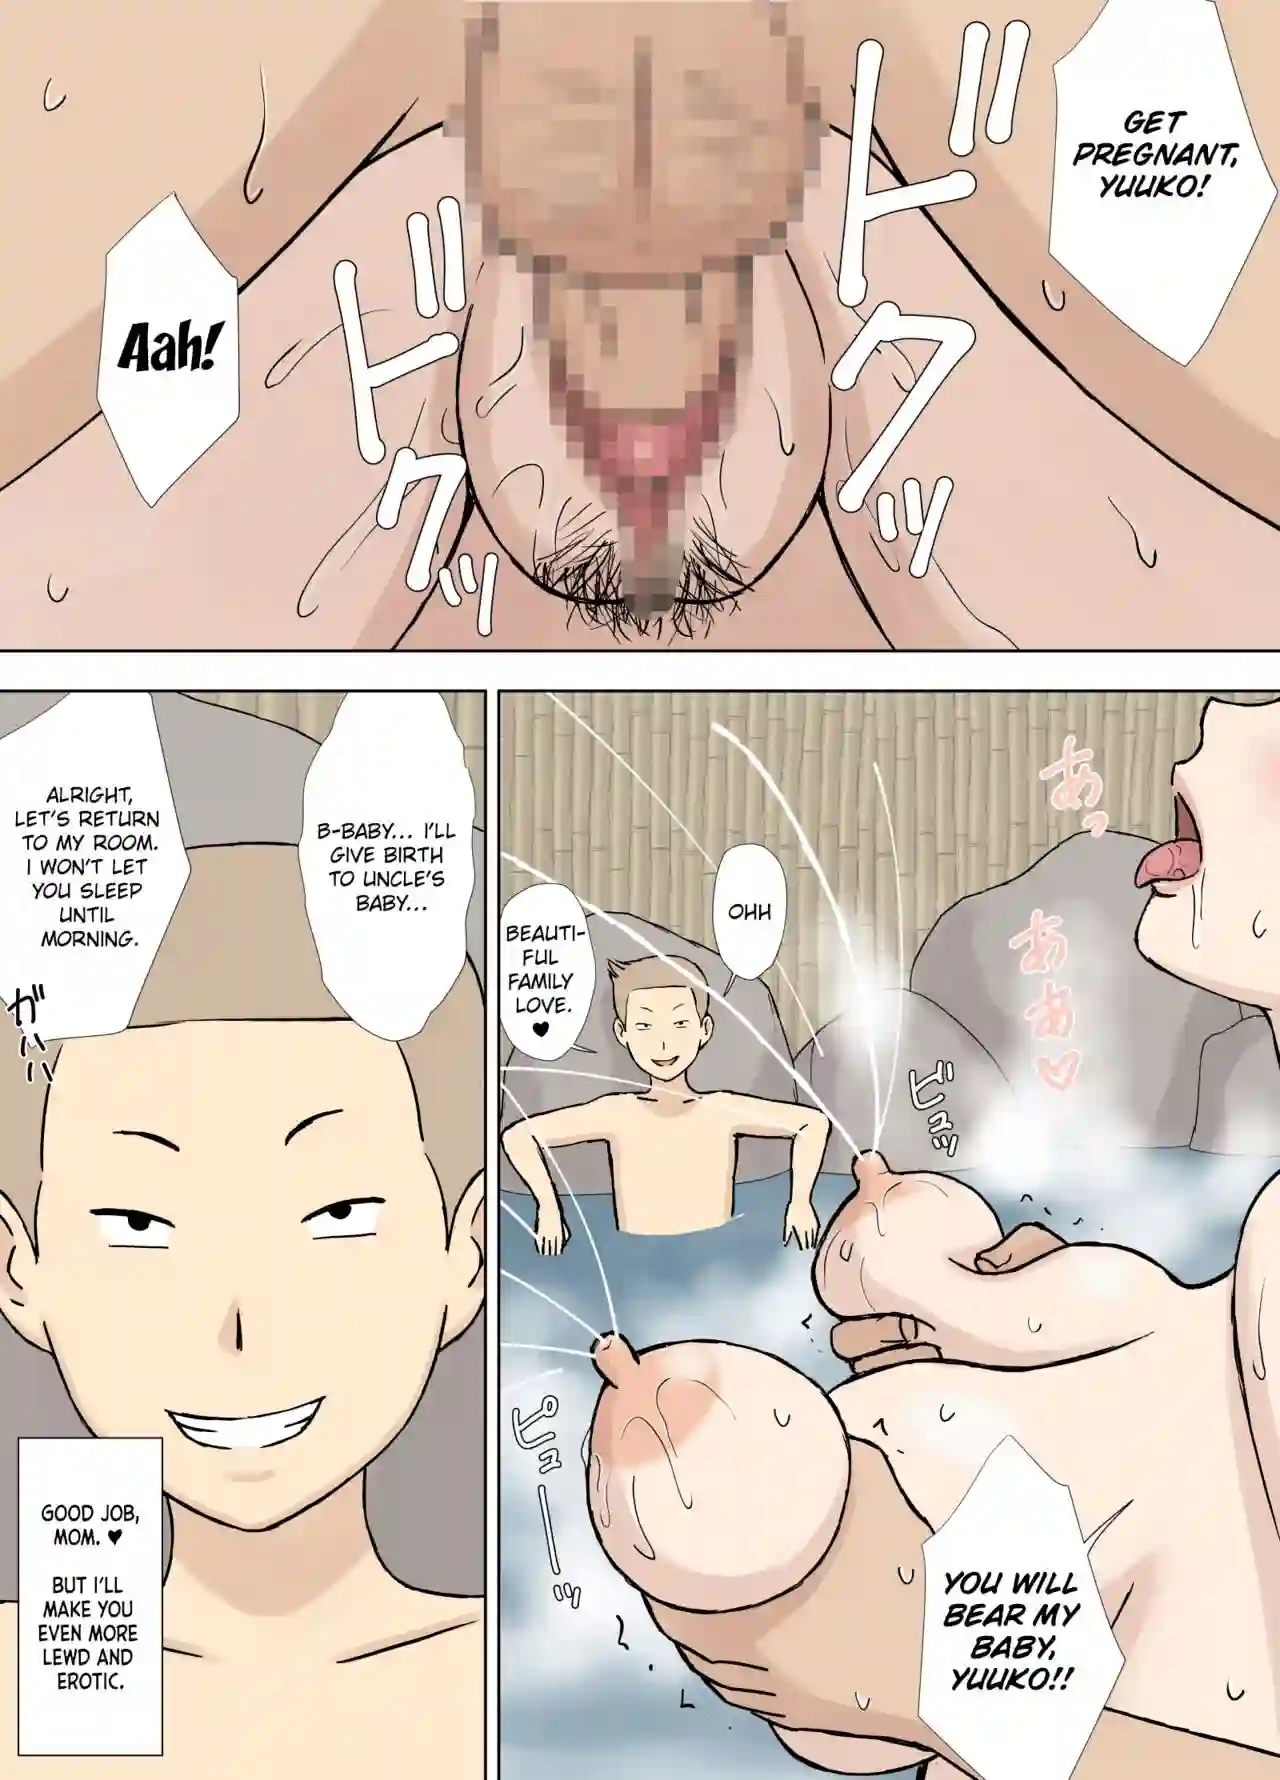 GET
PREGNANT,
YUUKO!
ドクッ
ドクッ
Aah!
あっ
ああ♡
OHH
BEAUTI-
FUL
FAMILY
LOVE.
♥
ビュッ
ピューッ
YOU WILL
BEAR MY
BABY,
YUUKO!!
B-BABY... I'LL
GIVE BIRTH
TO UNCLE'S
BABY...
ALRIGHT,
LET'S RETURN
TO MY ROOM.
I WON'T LET
YOU SLEEP
UNTIL
MORNING.
ガハハ
GOOD JOB,
MOM. ♥
BUT I'LL
MAKE YOU
EVEN MORE
LEWD AND
EROTIC.